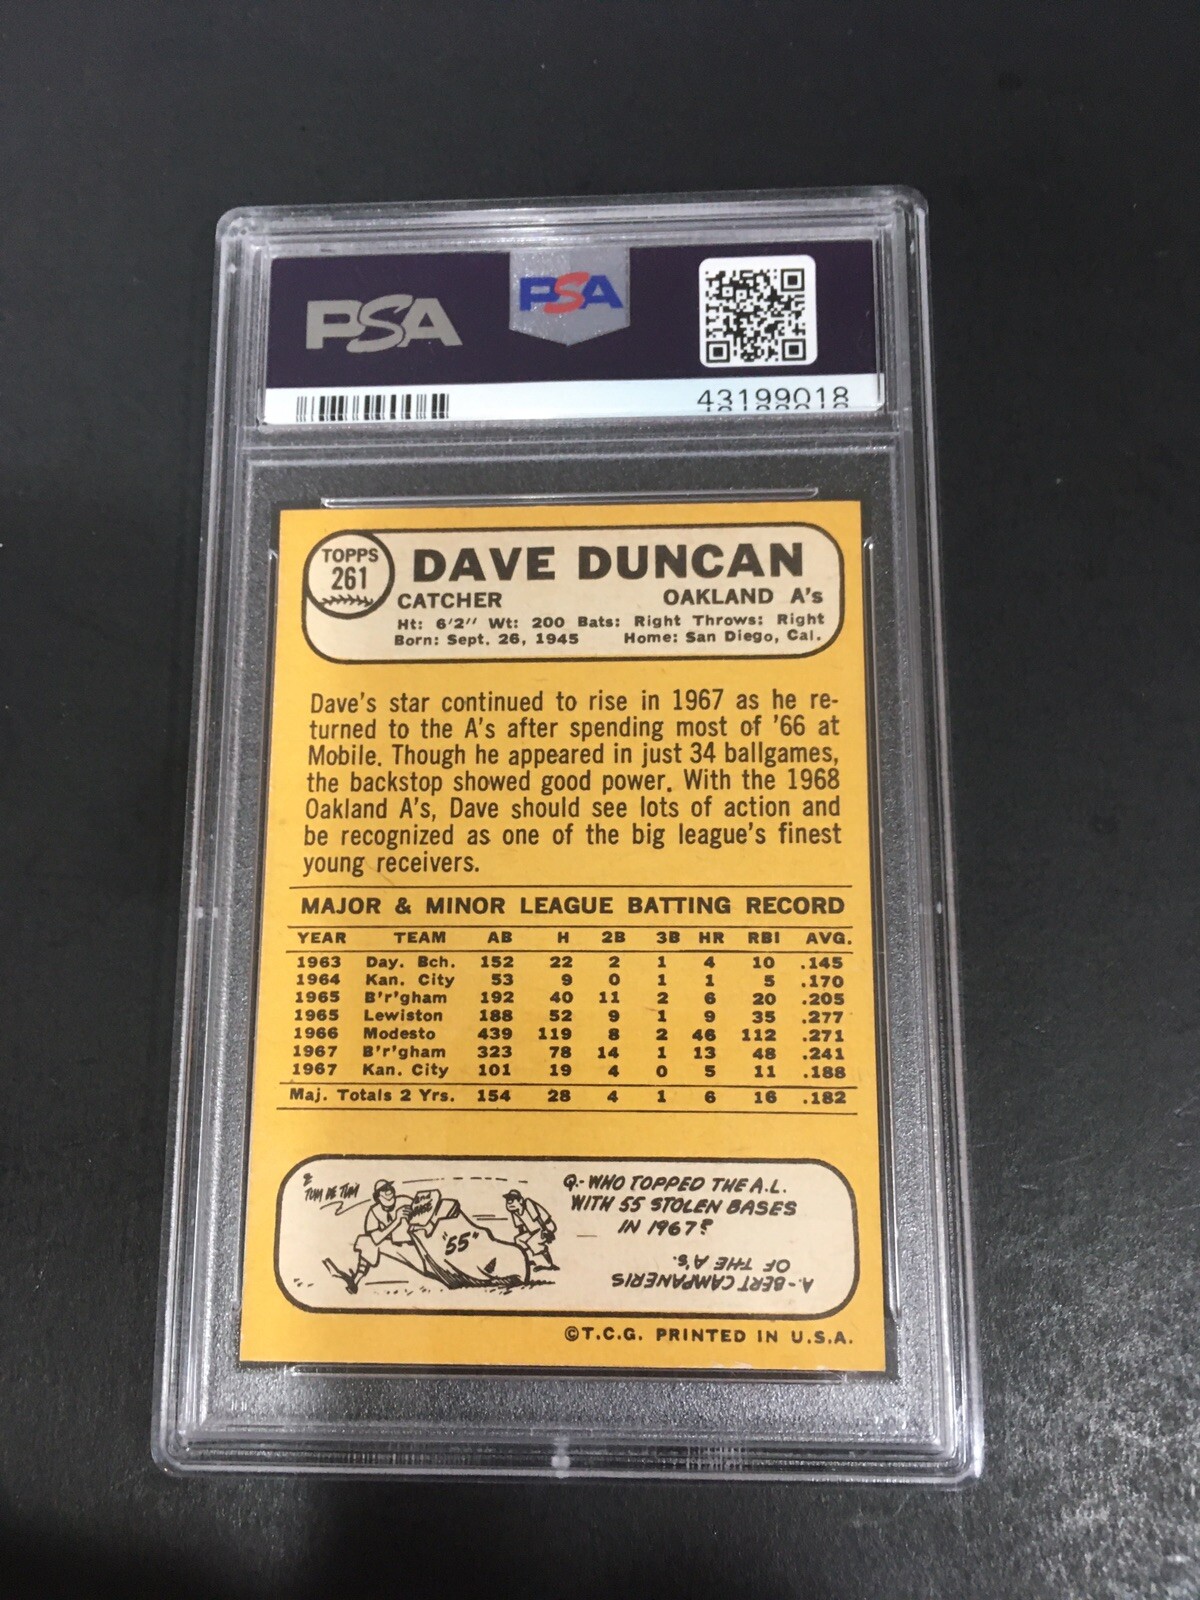 PSA
PSA
43199018
TOPPS
261
DAVE DUNCAN
CATCHER OAKLAND A's
Ht: 6'2" Wt: 200 Bats: Right Throws: Right
Born: Sept. 26, 1945 Home: San Diego, Cal.
Dave's star continued to rise in 1967 as he re-
turned to the A's after spending most of '66 at
Mobile. Though he appeared in just 34 ballgames,
the backstop showed good power. With the 1968
Oakland A's, Dave should see lots of action and
be recognized as one of the big league's finest
young receivers.
MAJOR & MINOR LEAGUE BATTING RECORD
YEAR TEAM AB H 2B 3B HR RBI AVG.
1963 Day. Bch. 152 22 2 1 4 10 .145
1964 Kan. City 53 9 0 1 1 5 .170
1965 B'r'gham 192 40 11 2 6 20 .205
1965 Lewiston 188 52 9 1 9 35 .277
1966 Modesto 439 119 8 2 46 112 .271
1967 B'r'gham 323 78 14 1 13 48 .241
1967 Kan. City 101 19 4 0 5 11 .188
Maj. Totals 2 Yrs. 154 28 4 1 6 16 .182
TUM DE TUM
"55"
Q.- WHO TOPPED THE A.L.
WITH 55 STOLEN BASES
IN 1967?
A.- BERT CAMPANERIS
OF THE A's.
©T.C.G. PRINTED IN U.S.A.